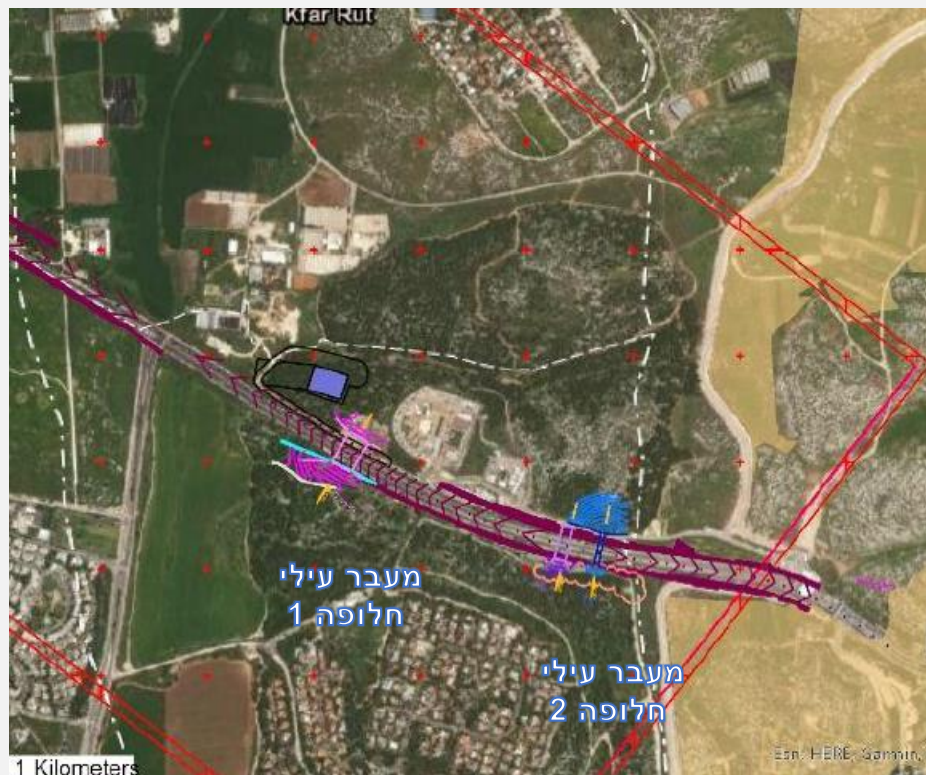 Kfar Rut
מעבר עילי
חלופה 1
מעבר עילי
חלופה 2
1 Kilometers
Esri, HERE, Garmin,